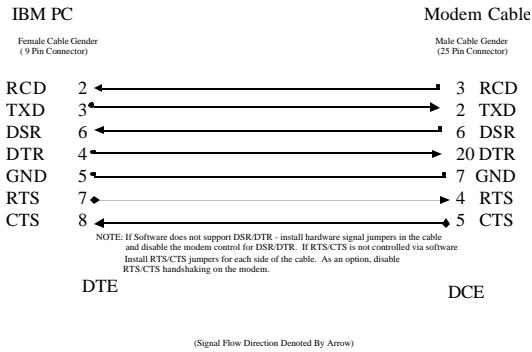 IBM PC Modem Cable
Female Cable Gender Male Cable Gender
( 9 Pin Connector) (25 Pin Connector)
RCD 2 3 RCD
TXD 3 2 TXD
DSR 6 6 DSR
DTR 4 20 DTR
GND 5 7 GND
RTS 7 4 RTS
CTS 8 5 CTS
NOTE: If Software does not support DSR/DTR - install hardware signal jumpers in the cable
and disable the modem control for DSR/DTR. If RTS/CTS is not controlled via software
Install RTS/CTS jumpers for each side of the cable. As an option, disable
RTS/CTS handshaking on the modem.
DTE DCE
(Signal Flow Direction Denoted By Arrow)